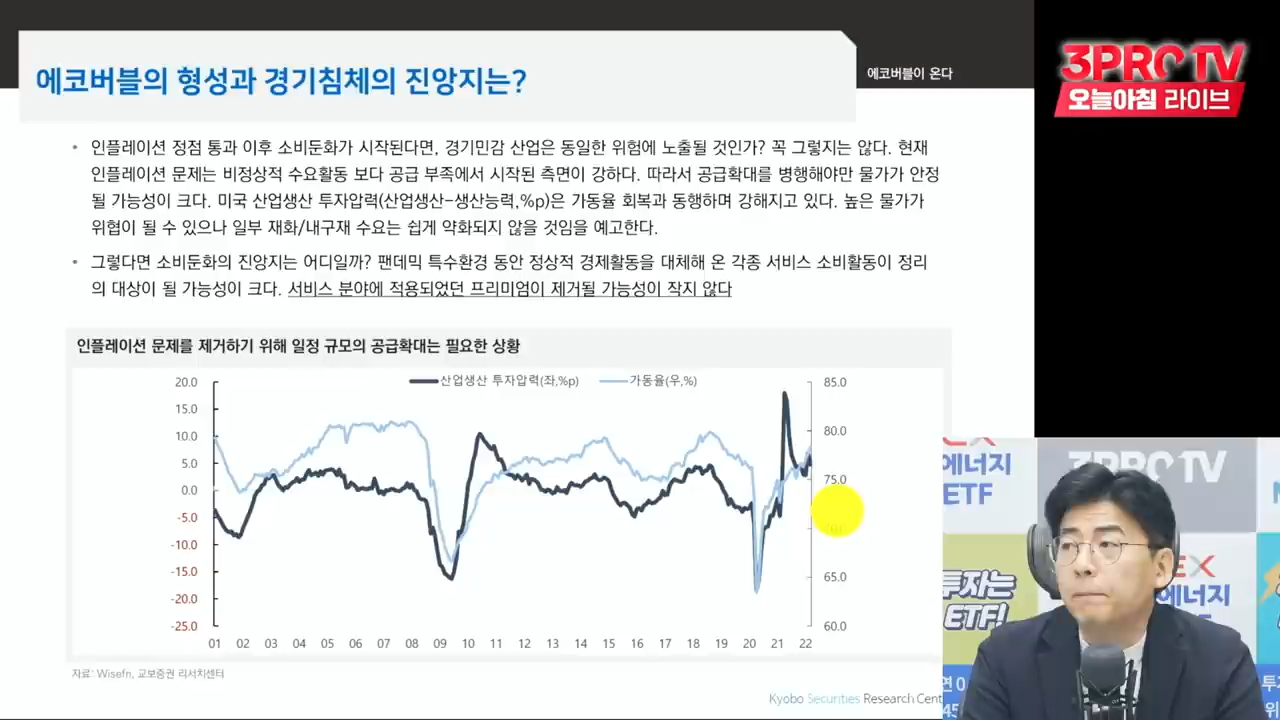 에코버블의 형성과 경기침체의 진앙지는?
에코버블이 온다
3PRO TV
오늘아침 라이브
• 인플레이션 정점 통과 이후 소비둔화가 시작된다면, 경기민감 산업은 동일한 위험에 노출될 것인가? 꼭 그렇지는 않다. 현재
인플레이션 문제는 비정상적 수요활동 보다 공급 부족에서 시작된 측면이 강하다. 따라서 공급확대를 병행해야만 물가가 안정
될 가능성이 크다. 미국 산업생산 투자압력(산업생산-생산능력,%p)은 가동율 회복과 동행하며 강해지고 있다. 높은 물가가
위협이 될 수 있으나 일부 재화/내구재 수요는 쉽게 약화되지 않을 것임을 예고한다.
• 그렇다면 소비둔화의 진앙지는 어디일까? 팬데믹 특수환경 동안 정상적 경제활동을 대체해 온 각종 서비스 소비활동이 정리
의 대상이 될 가능성이 크다. 서비스 분야에 적용되었던 프리미엄이 제거될 가능성이 작지 않다
인플레이션 문제를 제거하기 위해 일정 규모의 공급확대는 필요한 상황
산업생산 투자압력(좌,%p) 가동율(우,%)
20.0
15.0
10.0
5.0
0.0
-5.0
-10.0
-15.0
-20.0
-25.0
85.0
80.0
75.0
65.0
60.0
01 02 03 04 05 06 07 08 09 10 11 12 13 14 15 16 17 18 19 20 21 22
자료: Wisefn, 교보증권 리서치센터
Kyobo Securities Research Cent
에너지
ETF
3PRO TV
투자는
ETF!
EX
에너지
ETF